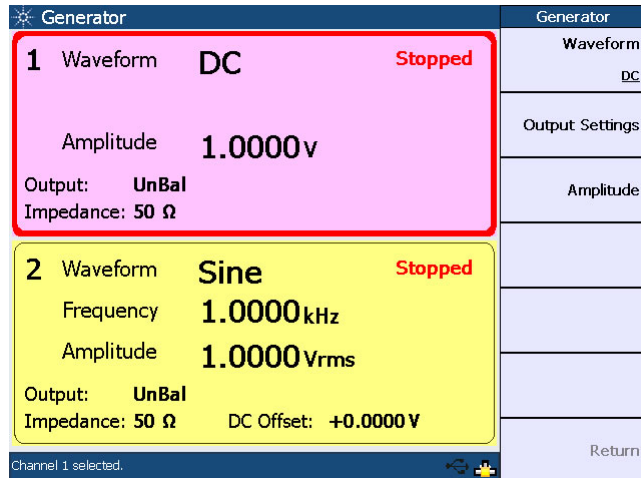 Generator
1 Waveform DC Stopped
Amplitude 1.0000 V
Output: UnBal
Impedance: 50 Ω
2 Waveform Sine Stopped
Frequency 1.0000 kHz
Amplitude 1.0000 Vrms
Output: UnBal
Impedance: 50 Ω DC Offset: +0.0000 V
Channel 1 selected.
Generator
Waveform
DC
Output Settings
Amplitude
Return